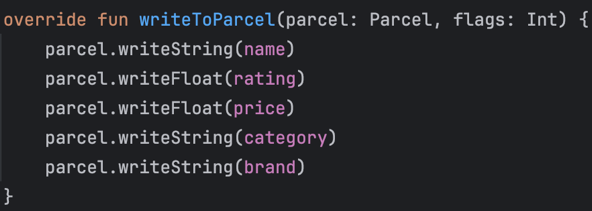 override fun writeToParcel(parcel: Parcel, flags: Int) {
    parcel.writeString(name)
    parcel.writeFloat(rating)
    parcel.writeFloat(price)
    parcel.writeString(category)
    parcel.writeString(brand)
}